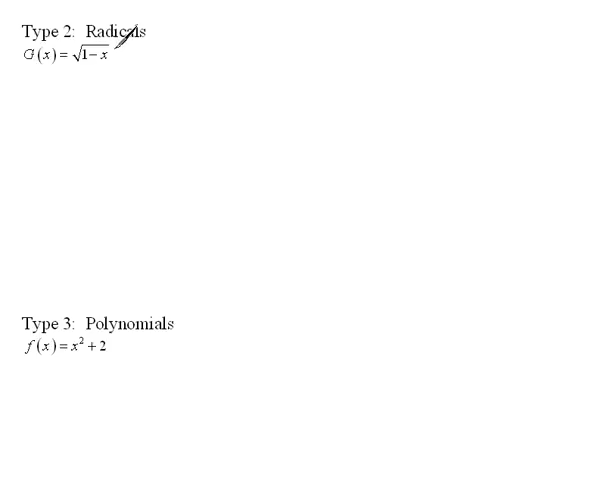 Type 2: Radicals
G(x) = √1− x
Type 3: Polynomials
f(x) = x² + 2